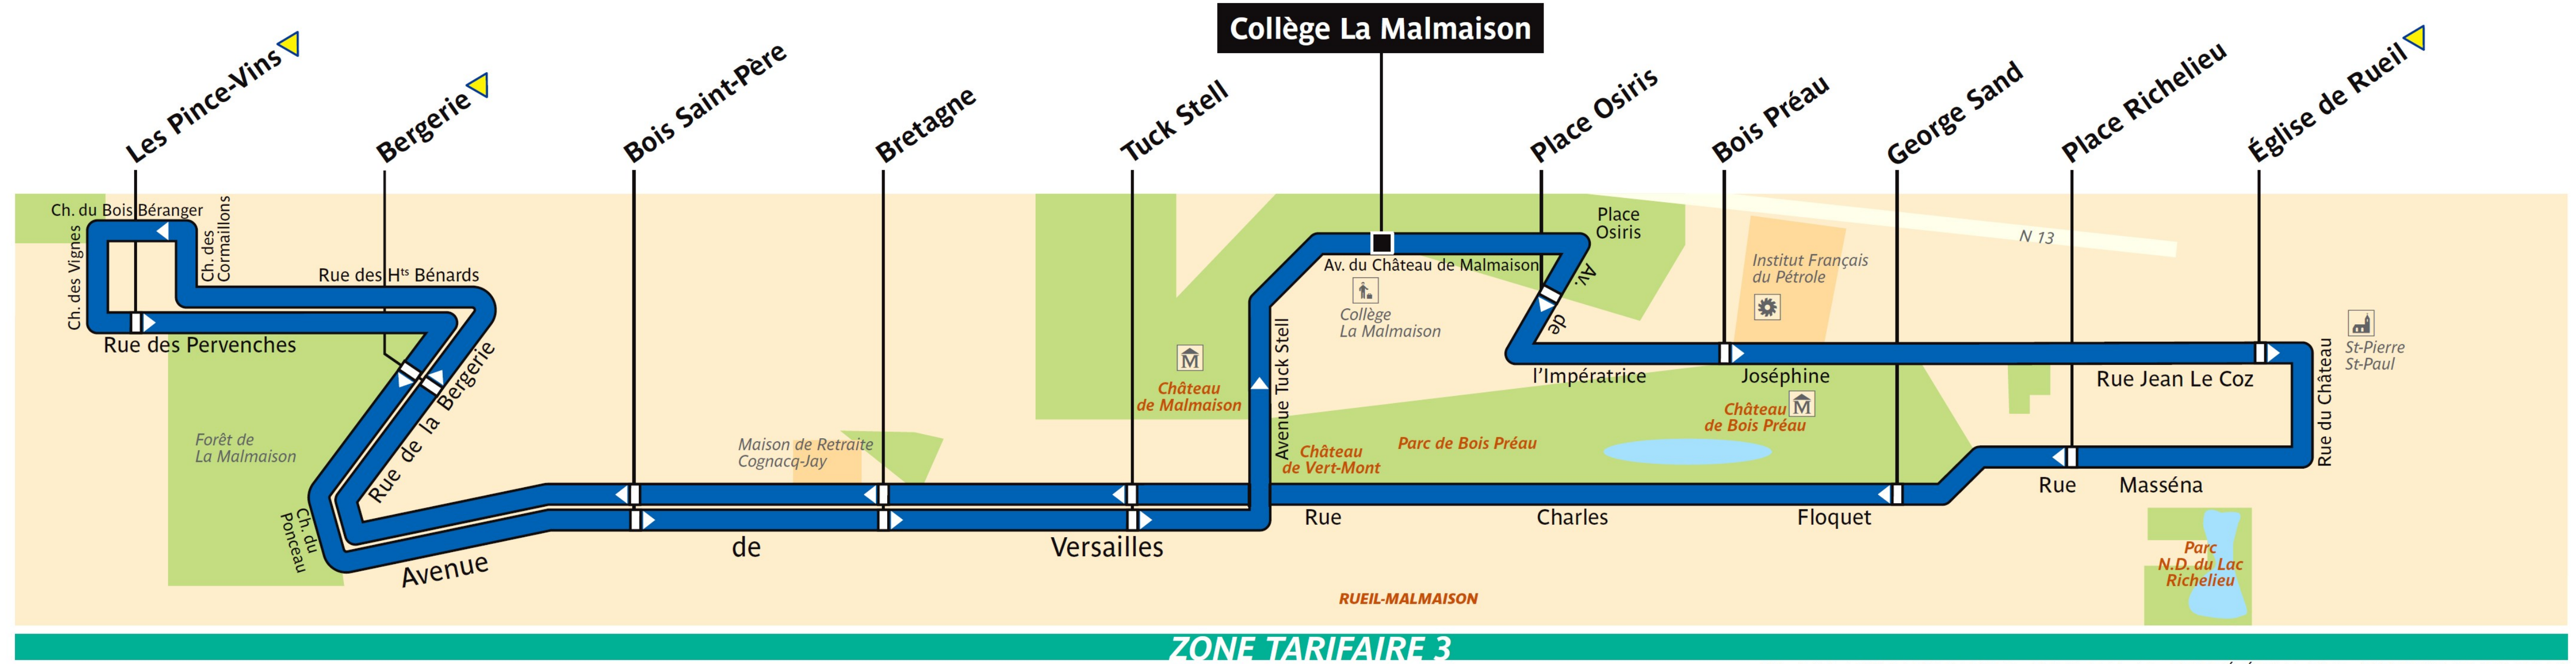 Collège La Malmaison
Les Pince-Vins
Bergerie
Bois Saint-Père
Bretagne
Tuck Stell
Place Osiris
Bois Préau
George Sand
Place Richelieu
Église de Rueil
Ch. du Bois Béranger
Ch. des Vignes
Ch. des
Cormaillons
Rue des Hts Bénards
Rue des Pervenches
Rue de la Bergerie
Forêt de
La Malmaison
Ch. du
Ponceau
Avenue de Versailles
Maison de Retraite
Cognacq-Jay
Château
de Malmaison
Avenue Tuck Stell
Château
de Vert-Mont
Parc de Bois Préau
Av. du Château de Malmaison
Collège
La Malmaison
Place
Osiris
Av. de l'Impératrice Joséphine
Institut Français
du Pétrole
N 13
Château
de Bois Préau
Rue Jean Le Coz
Rue du Château
St-Pierre
St-Paul
Rue Masséna
Rue Charles Floquet
Parc
N.D. du Lac
Richelieu
RUEIL-MALMAISON
ZONE TARIFAIRE 3